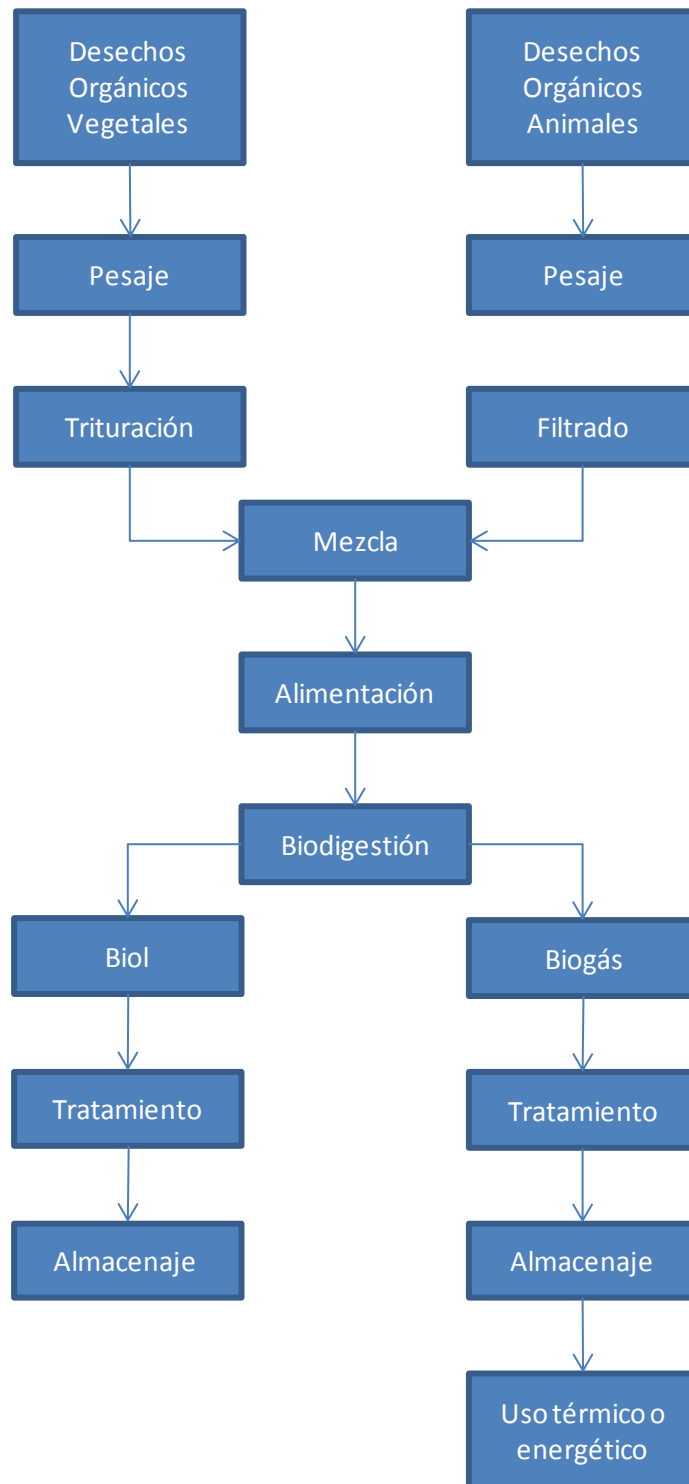 Desechos
Orgánicos
Vegetales
Desechos
Orgánicos
Animales
Pesaje
Pesaje
Trituración
Filtrado
Mezcla
Alimentación
Biodigestión
Biol
Biogás
Tratamiento
Tratamiento
Almacenaje
Almacenaje
Uso térmico o
energético